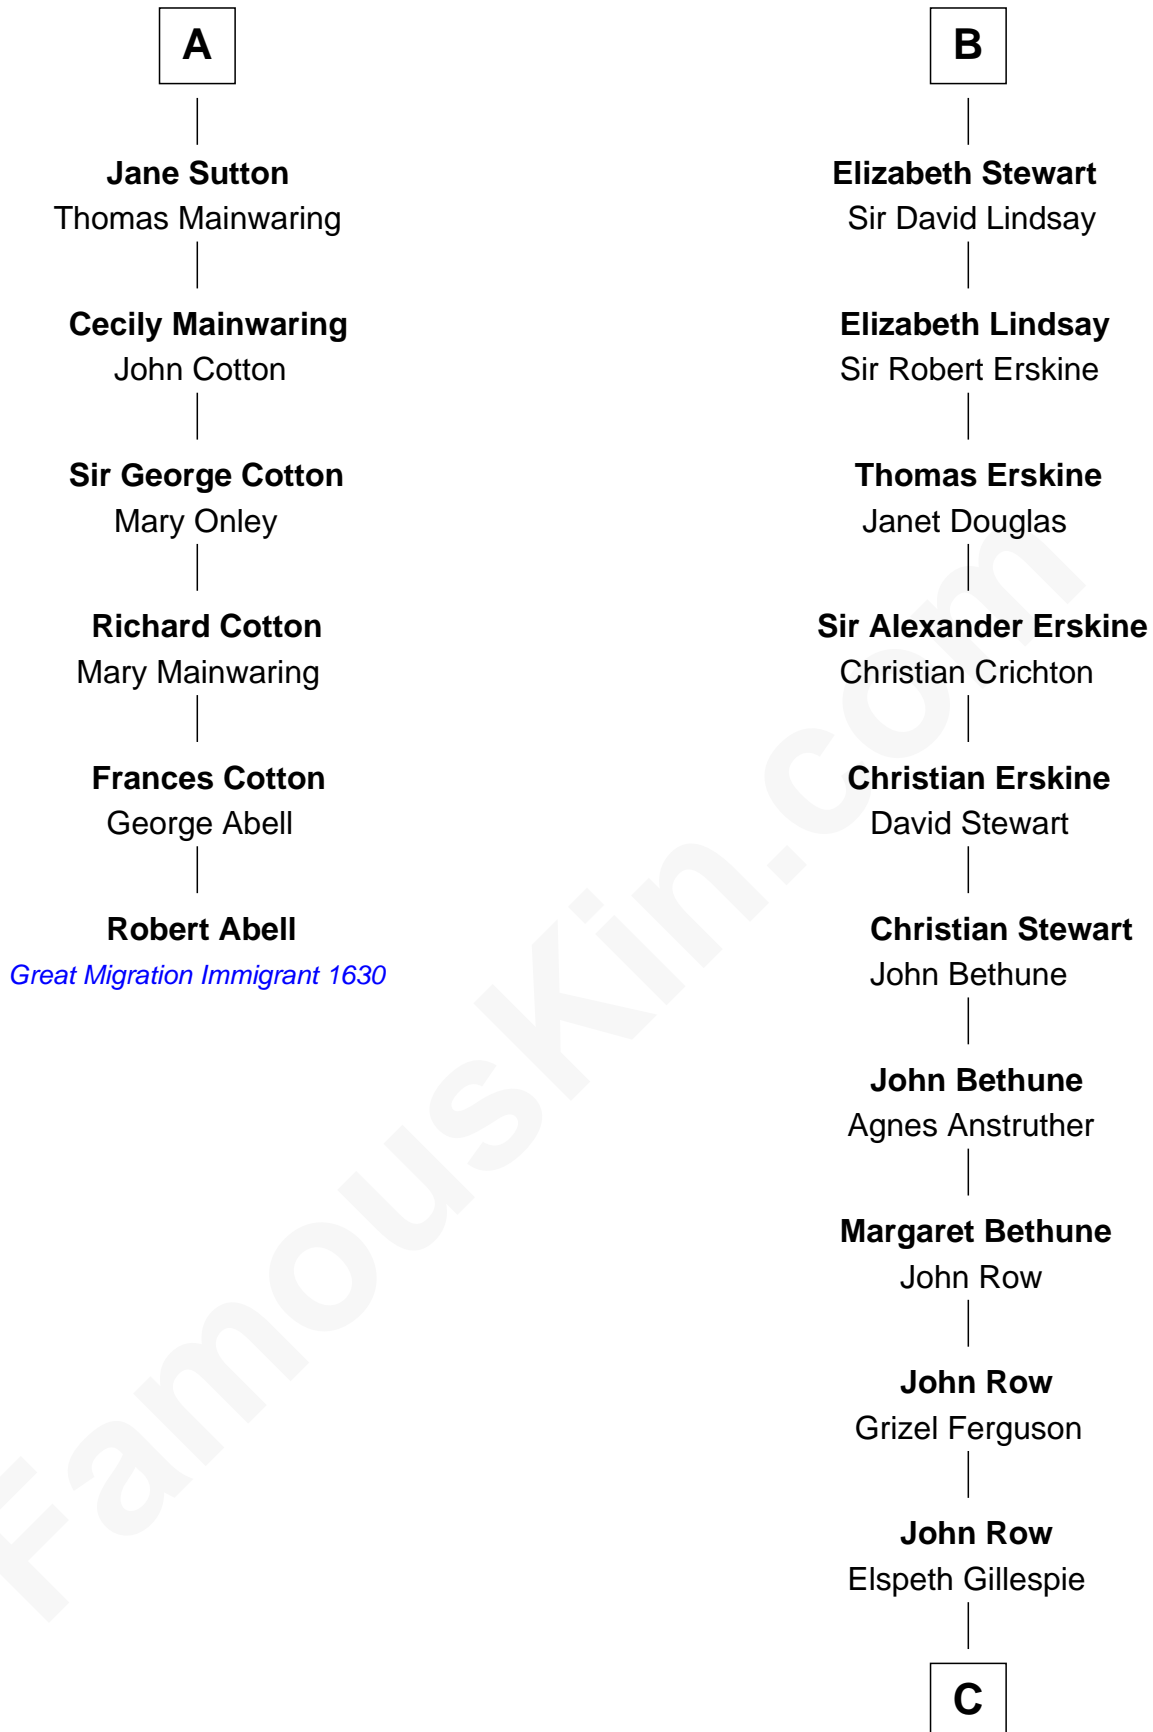 A
Jane Sutton
Thomas Mainwaring
Cecily Mainwaring
John Cotton
Sir George Cotton
Mary Onley
Richard Cotton
Mary Mainwaring
Frances Cotton
George Abell
Robert Abell
Great Migration Immigrant 1630
B
Elizabeth Stewart
Sir David Lindsay
Elizabeth Lindsay
Sir Robert Erskine
Thomas Erskine
Janet Douglas
Sir Alexander Erskine
Christian Crichton
Christian Erskine
David Stewart
Christian Stewart
John Bethune
John Bethune
Agnes Anstruther
Margaret Bethune
John Row
John Row
Grizel Ferguson
John Row
Elspeth Gillespie
C
FamousKin.com